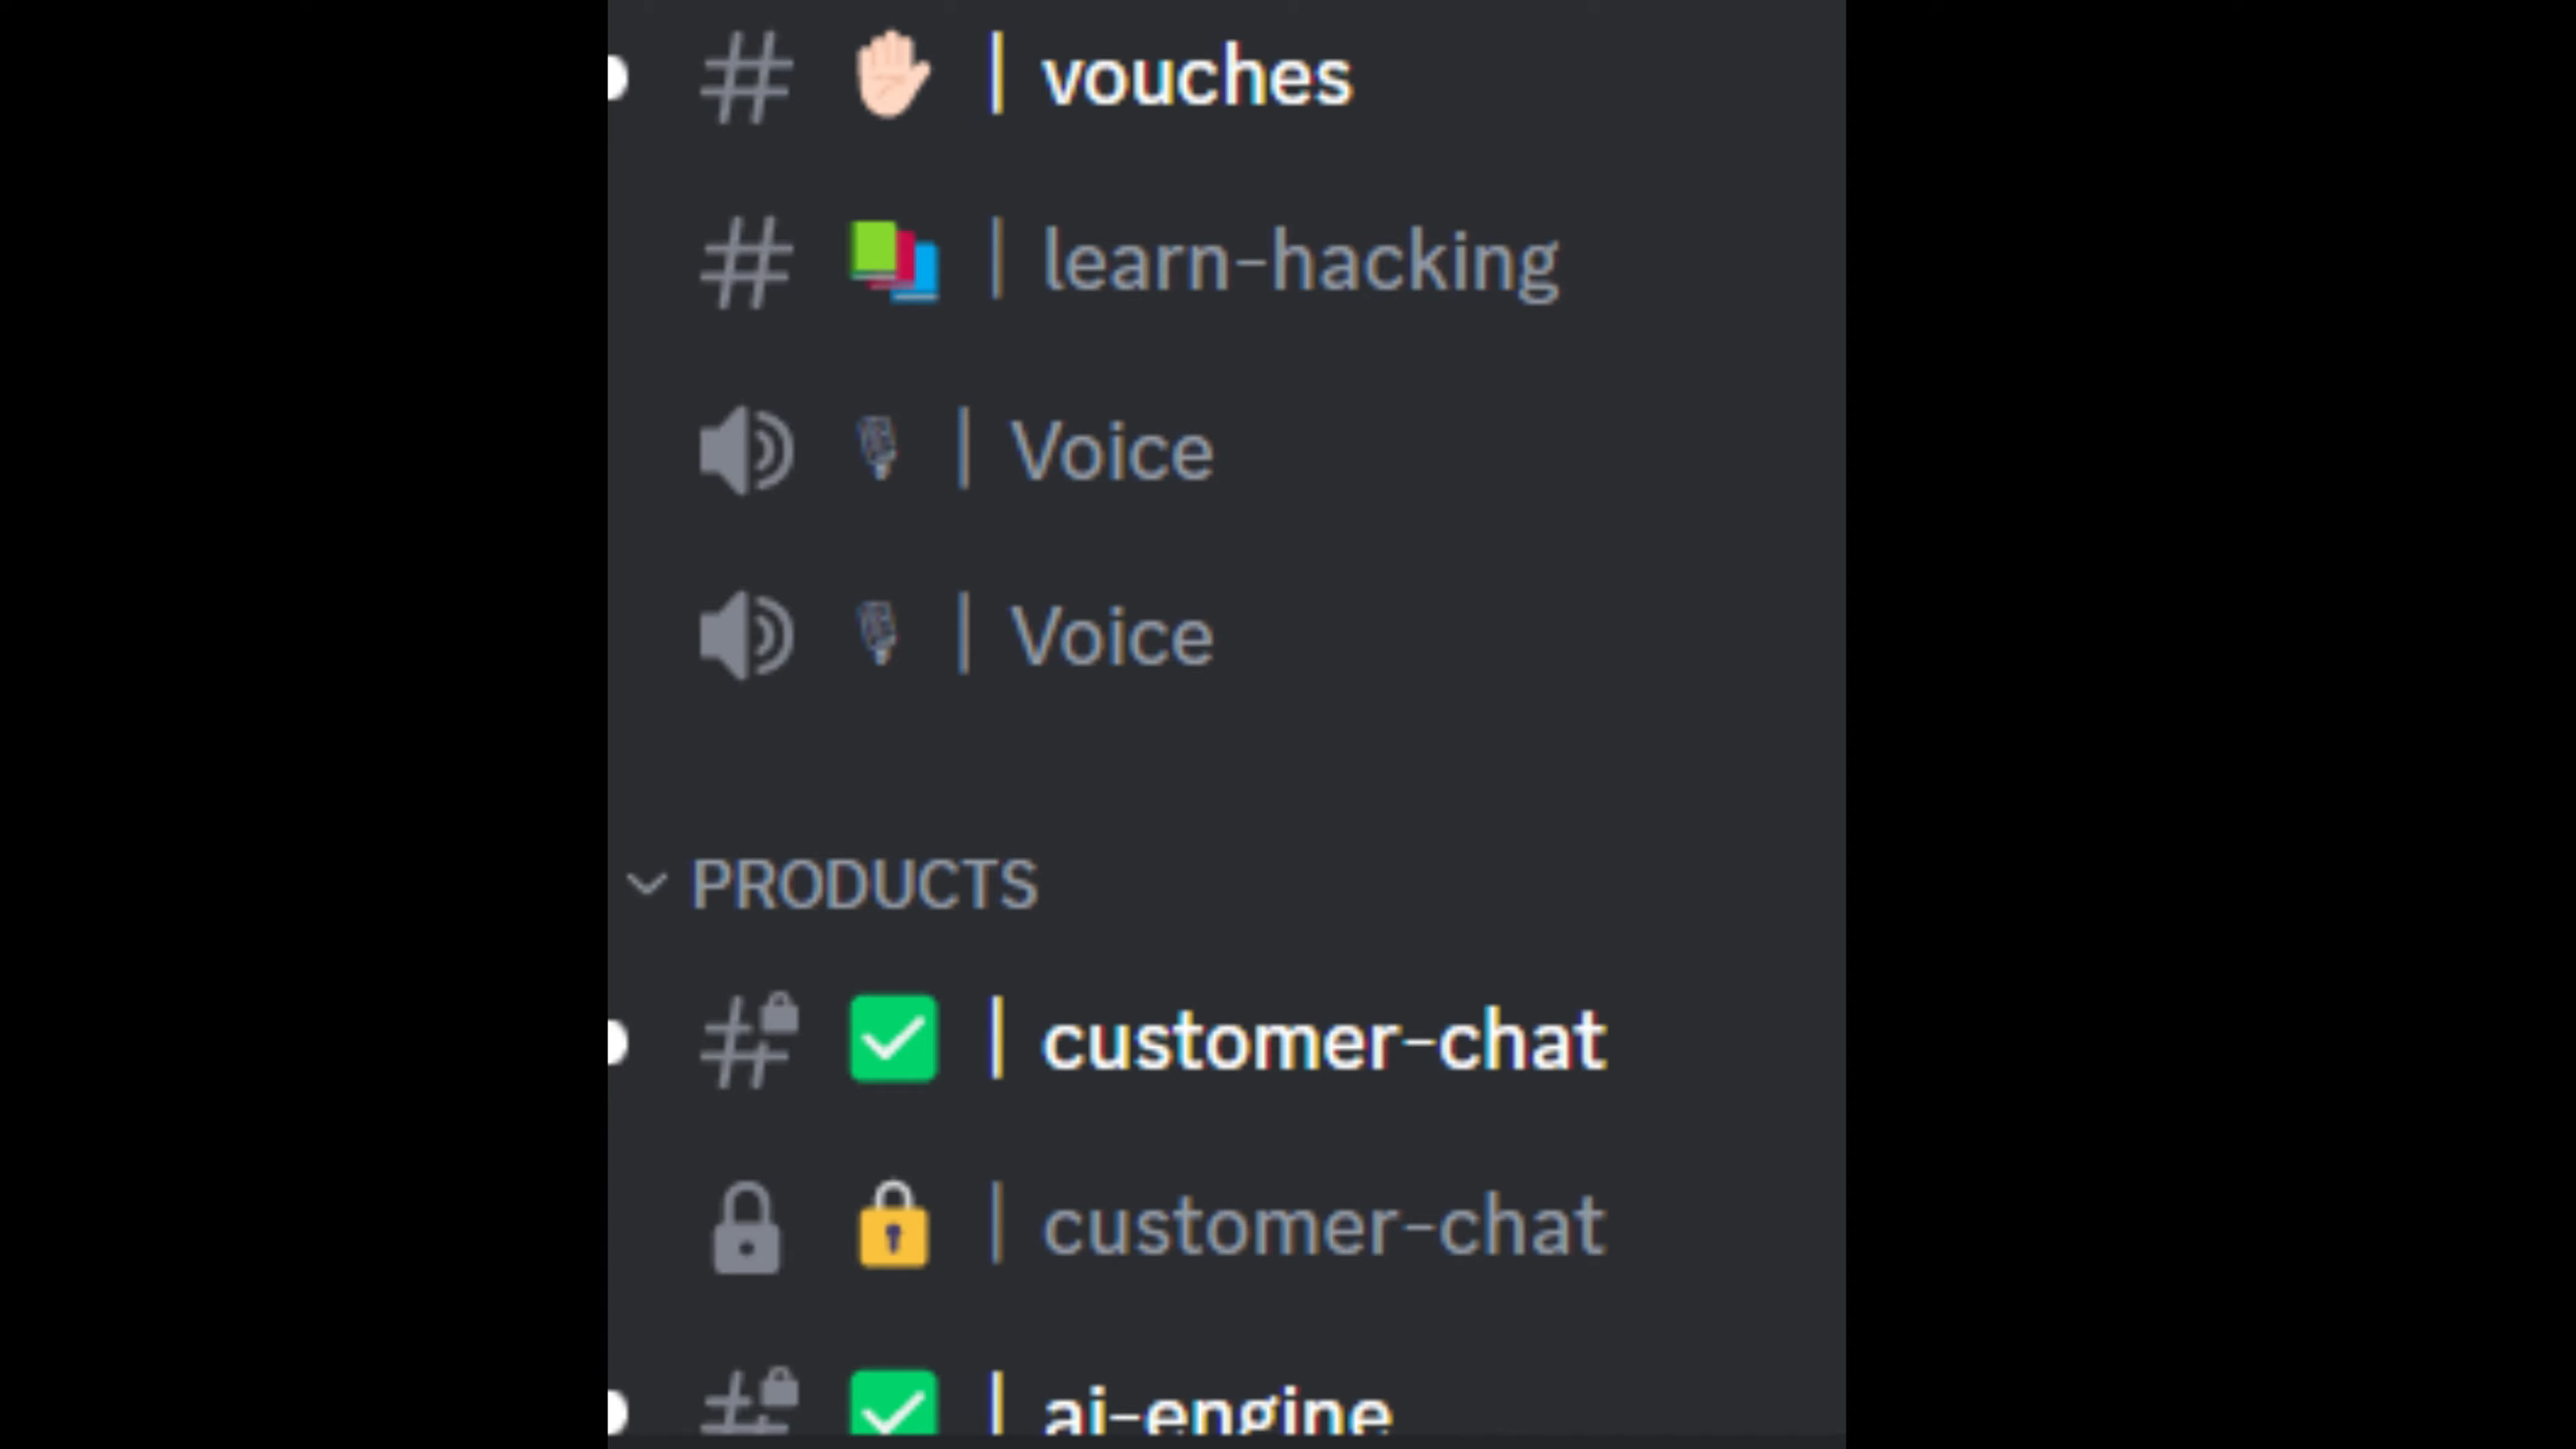 | vouches
| learn-hacking
| Voice
| Voice
PRODUCTS
| customer-chat
| customer-chat
| ai-engine